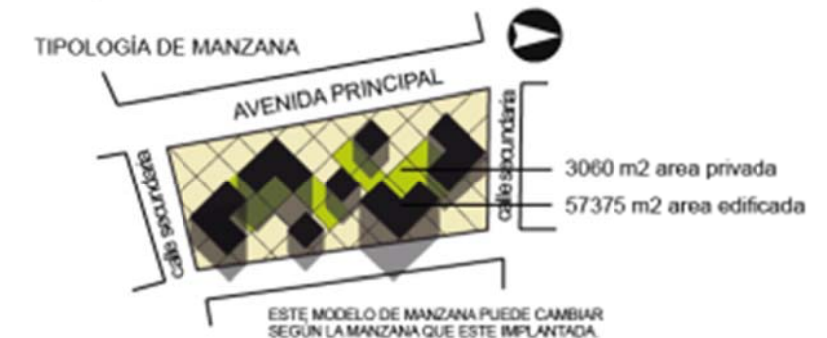 TIPOLOGÍA DE MANZANA
AVENIDA PRINCIPAL
calle secundaria
calle secundaria
3060 m2 area privada
57375 m2 area edificada
ESTE MODELO DE MANZANA PUEDE CAMBIAR
SEGÚN LA MANZANA QUE ESTE IMPLANTADA.